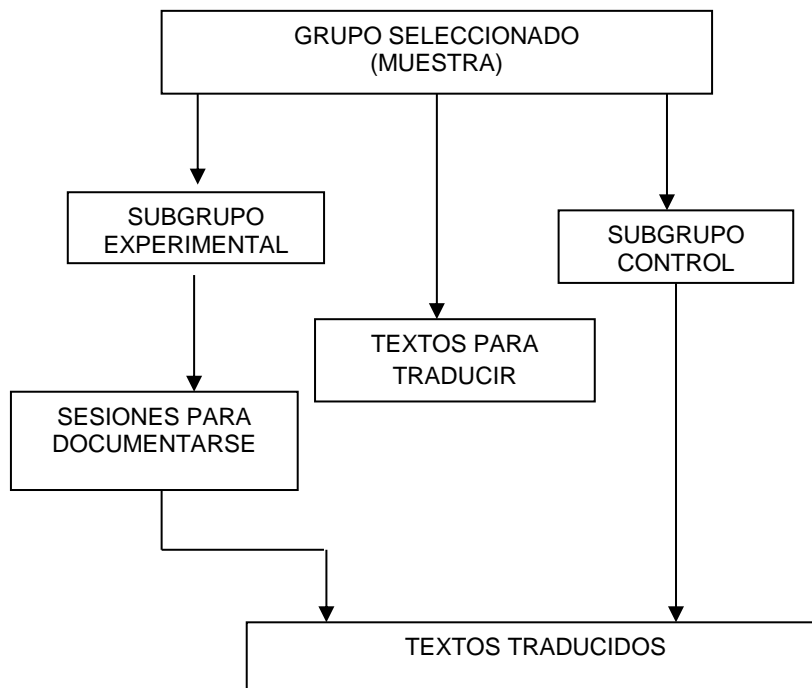 GRUPO SELECCIONADO
(MUESTRA)
SUBGRUPO
EXPERIMENTAL
SUBGRUPO
CONTROL
TEXTOS PARA
TRADUCIR
SESIONES PARA
DOCUMENTARSE
TEXTOS TRADUCIDOS